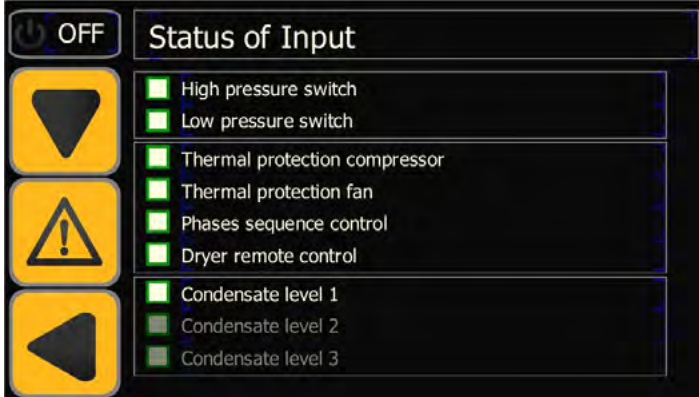 OFF
Status of Input
High pressure switch
Low pressure switch
Thermal protection compressor
Thermal protection fan
Phases sequence control
Dryer remote control
Condensate level 1
Condensate level 2
Condensate level 3